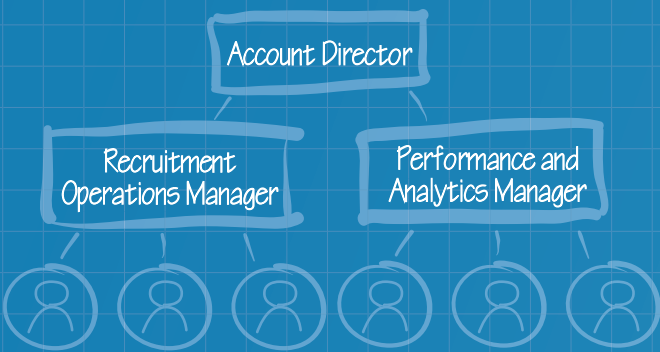 Account Director
Recruitment
Operations Manager
Performance and
Analytics Manager